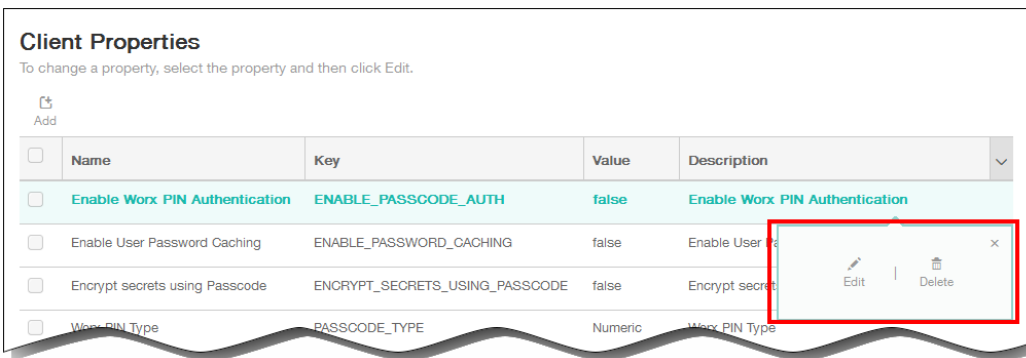 Client Properties
To change a property, select the property and then click Edit.
Add
Name Key Value Description
Enable Worx PIN Authentication ENABLE_PASSCODE_AUTH false Enable Worx PIN Authentication
Enable User Password Caching ENABLE_PASSWORD_CACHING false Enable User
Encrypt secrets using Passcode ENCRYPT_SECRETS_USING_PASSCODE false Encrypt secret
Edit | Delete
Worx PIN Type PASSCODE_TYPE Numeric Worx PIN Type